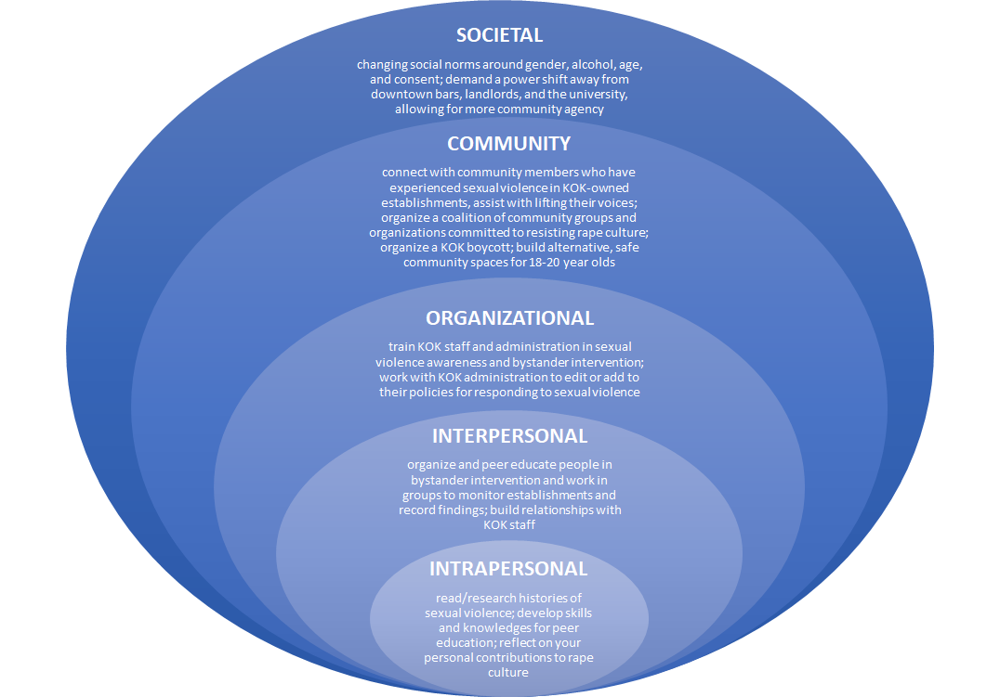 SOCIETAL
changing social norms around gender, alcohol, age,
and consent; demand a power shift away from
downtown bars, landlords, and the university,
allowing for more community agency
COMMUNITY
connect with community members who have
experienced sexual violence in KOK-owned
establishments, assist with lifting their voices;
organize a coalition of community groups and
organizations committed to resisting rape culture;
organize a KOK boycott; build alternative, safe
community spaces for 18-20 year olds
ORGANIZATIONAL
train KOK staff and administration in sexual
violence awareness and bystander intervention;
work with KOK administration to edit or add to
their policies for responding to sexual violence
INTERPERSONAL
organize and peer educate people in
bystander intervention and work in
groups to monitor establishments and
record findings; build relationships with
KOK staff
INTRAPERSONAL
read/research histories of
sexual violence; develop skills
and knowledges for peer
education; reflect on your
personal contributions to rape
culture